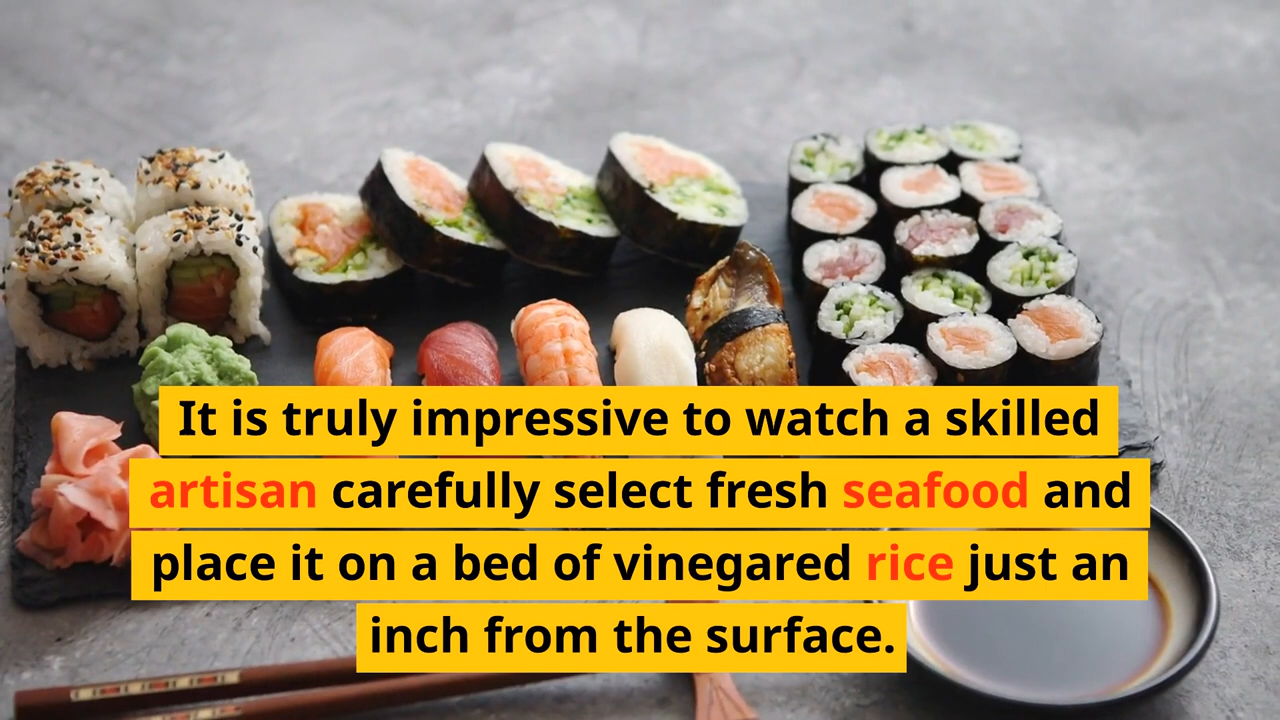 It is truly impressive to watch a skilled
artisan carefully select fresh seafood and
place it on a bed of vinegared rice just an
inch from the surface.